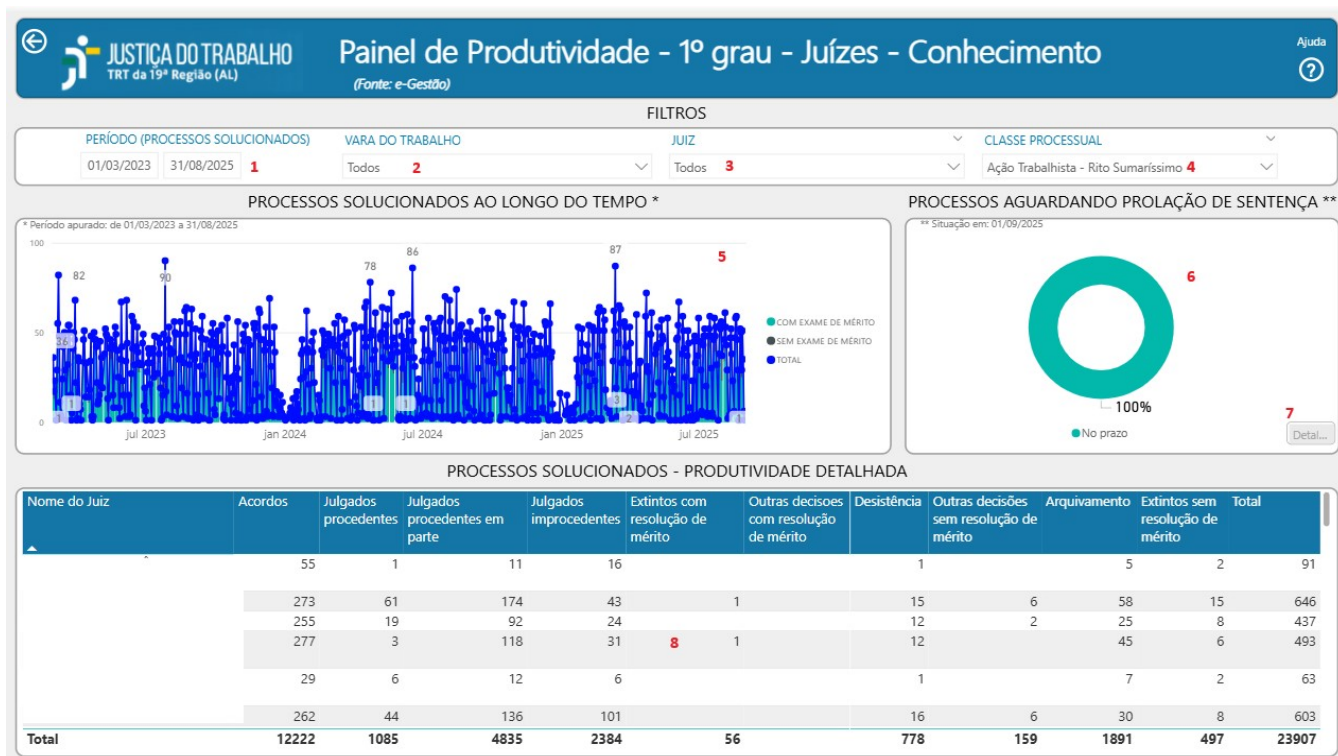 JUSTIÇA DO TRABALHO
TRT da 19ª Região (AL)
Painel de Produtividade - 1º grau - Juízes - Conhecimento
(Fonte: e-Gestão)
Ajuda
?
FILTROS
PERÍODO (PROCESSOS SOLUCIONADOS) VARA DO TRABALHO JUIZ CLASSE PROCESSUAL
01/03/2023 31/08/2025 1 Todos 2 Todos 3 Ação Trabalhista - Rito Sumaríssimo 4
PROCESSOS SOLUCIONADOS AO LONGO DO TEMPO *
* Período apurado: de 01/03/2023 a 31/08/2025
100
82 90 78 86 87 5
50
36
COM EXAME DE MÉRITO
SEM EXAME DE MÉRITO
TOTAL
0
1 1 1 1 3 2 1
jul 2023 jan 2024 jul 2024 jan 2025 jul 2025
PROCESSOS AGUARDANDO PROLAÇÃO DE SENTENÇA **
** Situação em: 01/09/2025
6
100%
No prazo
7
Detal...
PROCESSOS SOLUCIONADOS - PRODUTIVIDADE DETALHADA
Nome do Juiz Acordos Julgados procedentes Julgados procedentes em parte Julgados improcedentes Extintos com resolução de mérito Outras decisoes com resolução de mérito Desistência Outras decisões sem resolução de mérito Arquivamento Extintos sem resolução de mérito Total
55 1 11 16 1 5 2 91
273 61 174 43 1 15 6 58 15 646
255 19 92 24 12 2 25 8 437
277 3 118 31 8 1 12 45 6 493
29 6 12 6 1 7 2 63
262 44 136 101 16 6 30 8 603
Total 12222 1085 4835 2384 56 778 159 1891 497 23907